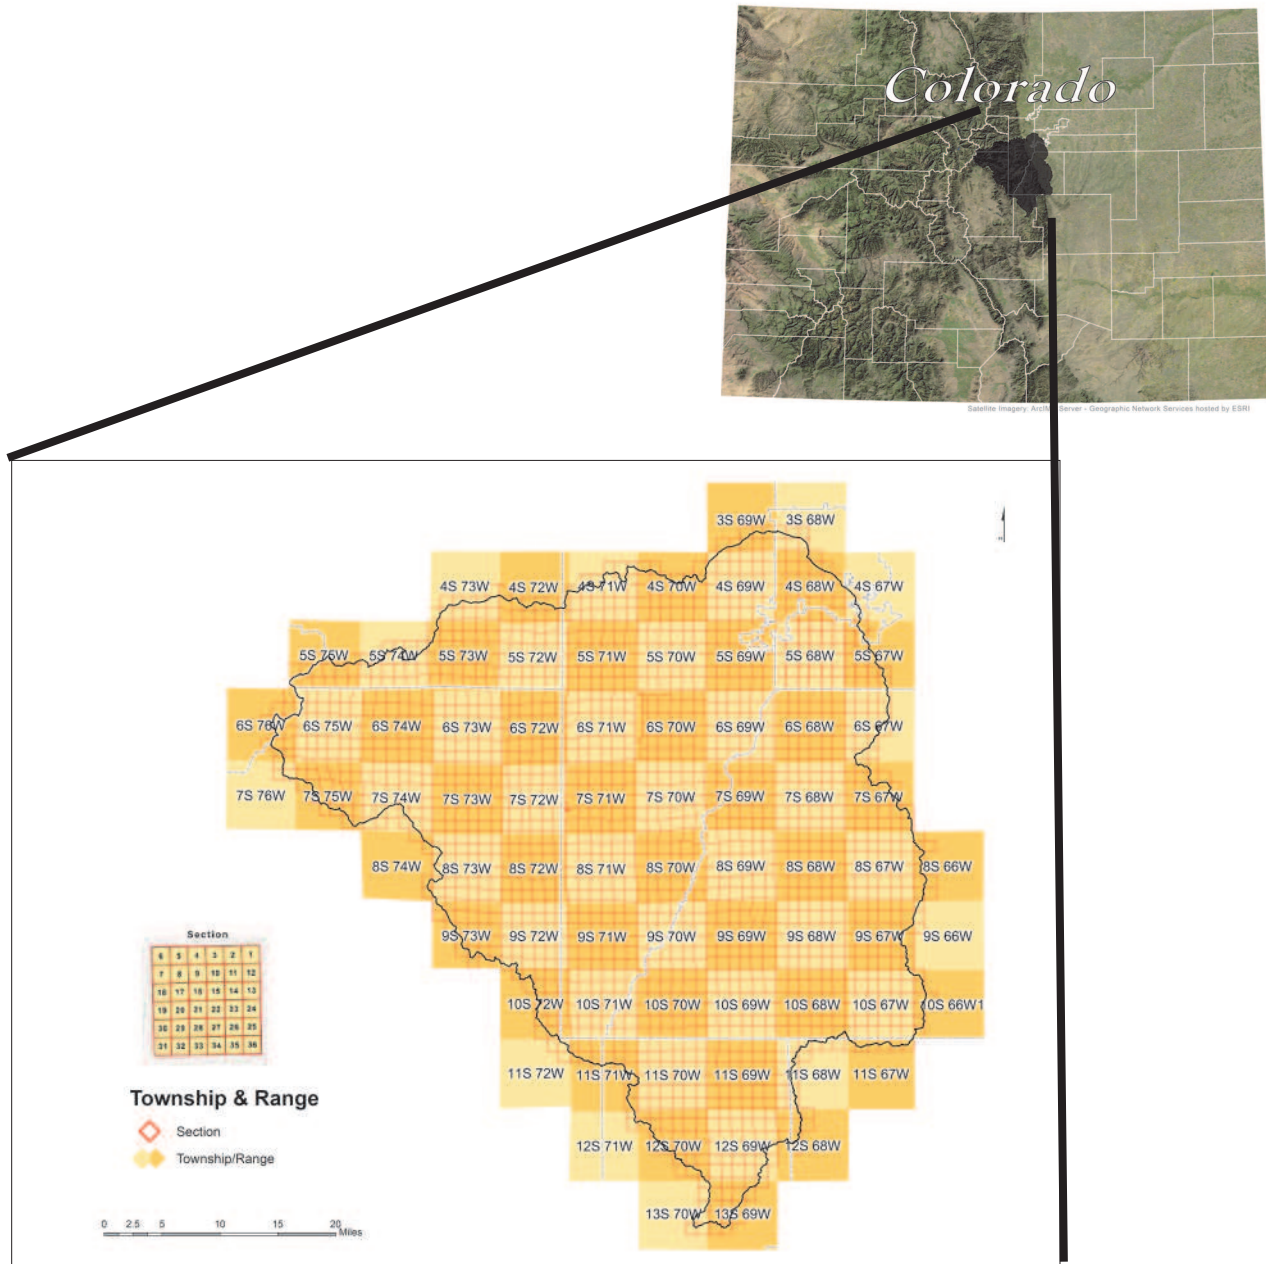 Colorado
Satellite Imagery: ArcIMS Server - Geographic Network Services hosted by ESRI
3S 69W 3S 68W
4S 73W 4S 72W 4S 71W 4S 70W 4S 69W 4S 68W 4S 67W
5S 75W 5S 74W 5S 73W 5S 72W 5S 71W 5S 70W 5S 69W 5S 68W 5S 67W
6S 76W 6S 75W 6S 74W 6S 73W 6S 72W 6S 71W 6S 70W 6S 69W 6S 68W 6S 67W
7S 76W 7S 75W 7S 74W 7S 73W 7S 72W 7S 71W 7S 70W 7S 69W 7S 68W 7S 67W
8S 74W 8S 73W 8S 72W 8S 71W 8S 70W 8S 69W 8S 68W 8S 67W 8S 66W
9S 73W 9S 72W 9S 71W 9S 70W 9S 69W 9S 68W 9S 67W 9S 66W
10S 72W 10S 71W 10S 70W 10S 69W 10S 68W 10S 67W 10S 66W1
11S 72W 11S 71W 11S 70W 11S 69W 11S 68W 11S 67W
12S 71W 12S 70W 12S 69W 12S 68W
13S 70W 13S 69W
Section
6 5 4 3 2 1
7 8 9 10 11 12
18 17 16 15 14 13
19 20 21 22 23 24
30 29 28 27 26 25
31 32 33 34 35 36
Township & Range
Section
Township/Range
0 2.5 5 10 15 20
Miles